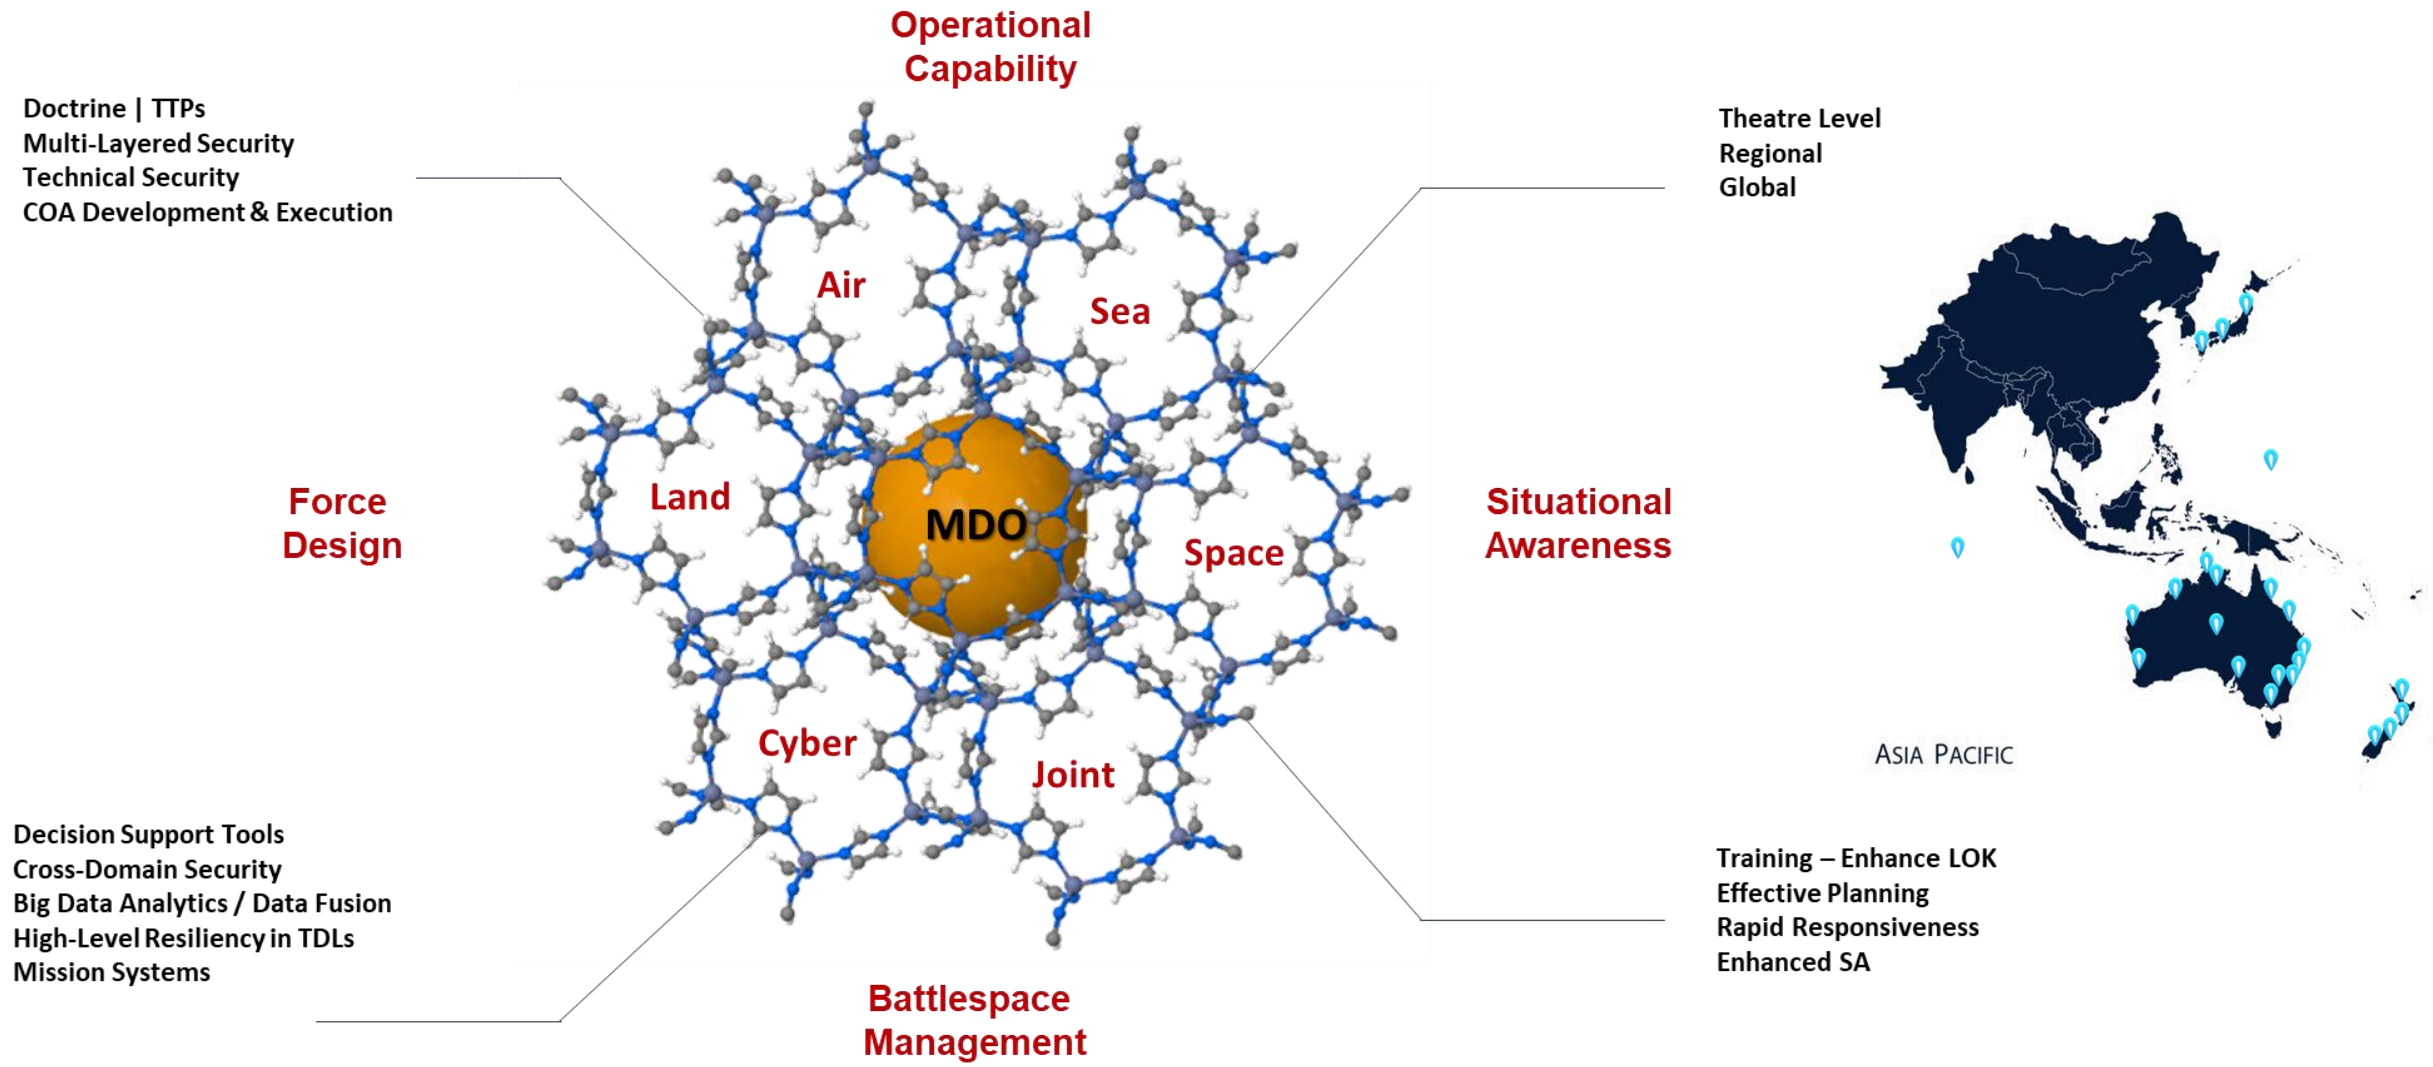 Operational
Capability
Doctrine | TTPs
Multi-Layered Security
Technical Security
COA Development & Execution
Theatre Level
Regional
Global
Air
Sea
Land
MDO
Space
Cyber
Joint
Force
Design
Situational
Awareness
ASIA PACIFIC
Decision Support Tools
Cross-Domain Security
Big Data Analytics / Data Fusion
High-Level Resiliency in TDLs
Mission Systems
Training – Enhance LOK
Effective Planning
Rapid Responsiveness
Enhanced SA
Battlespace
Management